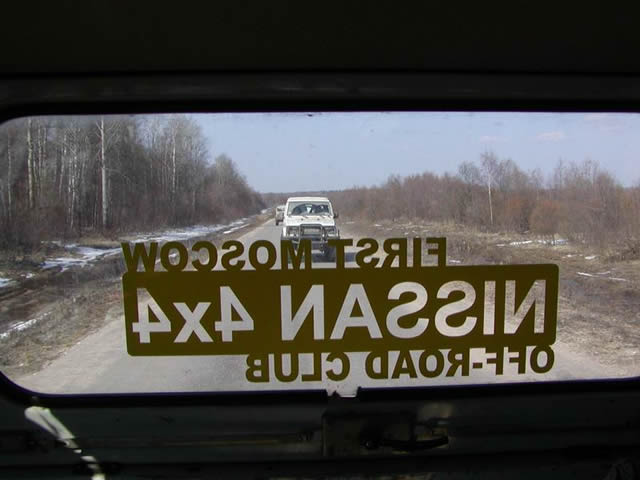 FIRST MOSCOW
NISSAN 4x4
OFF-ROAD CLUB